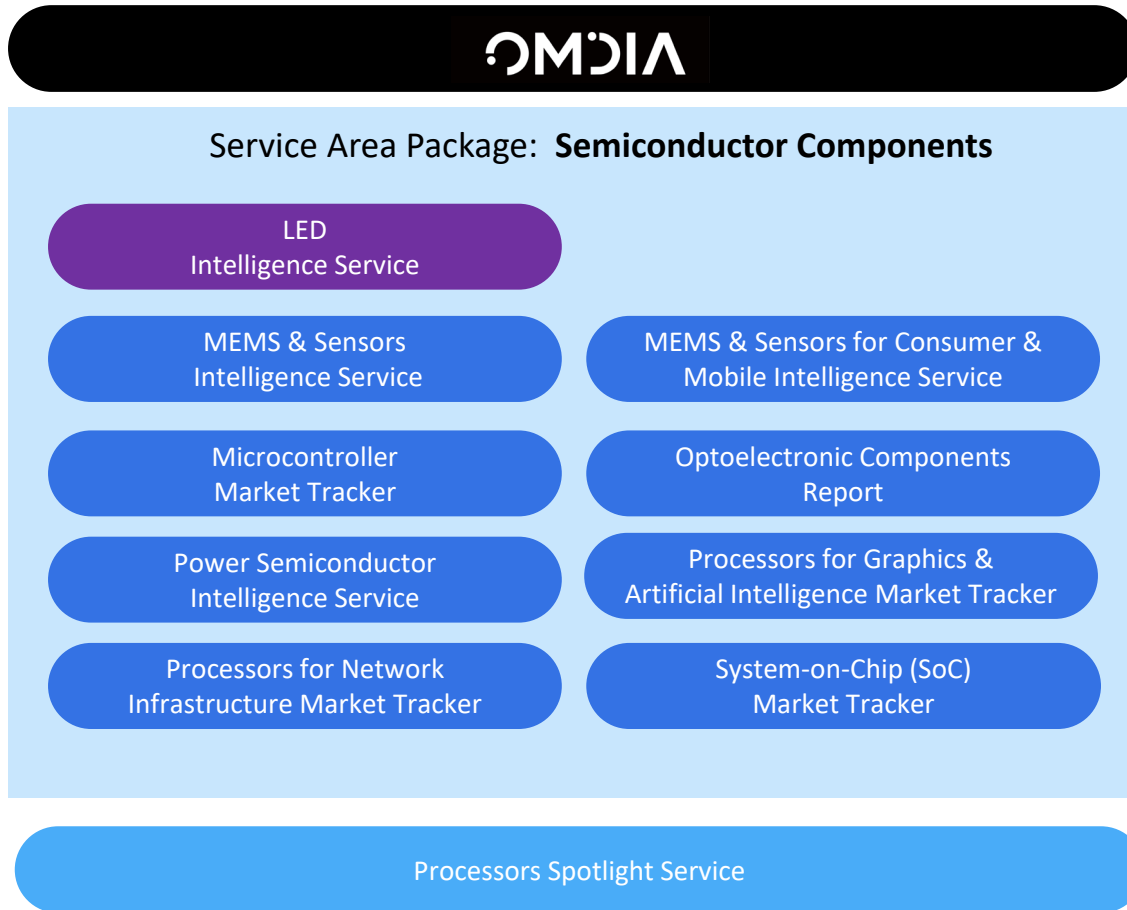 OMDIA
Service Area Package: Semiconductor Components
LED
Intelligence Service
MEMS & Sensors
Intelligence Service
MEMS & Sensors for Consumer &
Mobile Intelligence Service
Microcontroller
Market Tracker
Optoelectronic Components
Report
Power Semiconductor
Intelligence Service
Processors for Graphics &
Artificial Intelligence Market Tracker
Processors for Network
Infrastructure Market Tracker
System-on-Chip (SoC)
Market Tracker
Processors Spotlight Service